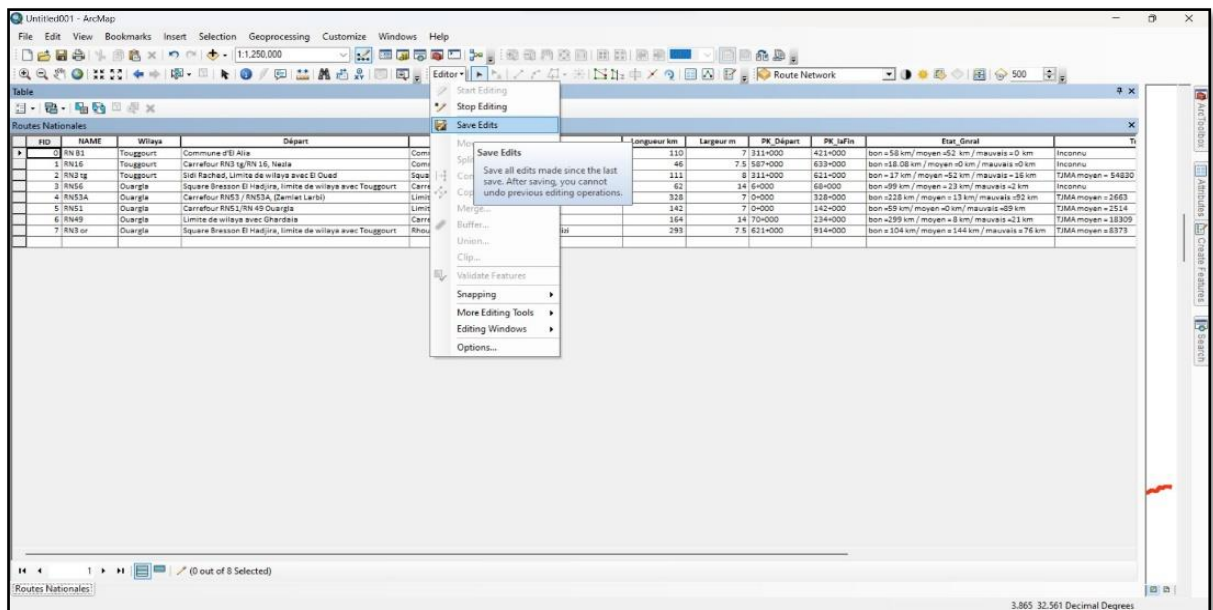 Untitled001 - ArcMap
File Edit View Bookmarks Insert Selection Geoprocessing Customize Windows Help
1:1,250,000
Editor Route Network 500
Table
Routes Nationales
FID NAME Wilaya Départ Longueur km Largeur m PK_Départ PK_laFin Etat_Gnral
0 RN 81 Touggourt Commune d'El Alia 110 7 311+000 421+000 bon = 58 km/ moyen =52 km / mauvais = 0 km Inconnu
1 RN16 Touggourt Carrefour RN3 tg/RN 16, Nezla 46 7.5 587+000 633+000 bon =18.08 km / moyen =0 km / mauvais =0 km Inconnu
2 RN3 tg Touggourt Sidi Rached, Limite de wilaya avec El Oued 111 8 311+000 621+000 bon = 17 km / moyen =52 km / mauvais = 16 km TJMA moyen = 54830
3 RN56 Ouargla Square Bresson El Hadjira, limite de wilaya avec Touggourt 62 14 6+000 68+000 bon =99 km / moyen = 23 km / mauvais =2 km Inconnu
4 RN53A Ouargla Carrefour RN53 / RN53A, (Zemlet Larbi) 328 7 0+000 328+000 bon =228 km / moyen = 13 km / mauvais =92 km TJMA moyen = 2663
5 RN51 Ouargla Carrefour RN51/RN 49 Ouargla 142 7 0+000 142+000 bon =59 km/ moyen =0 km/ mauvais =89 km TJMA moyen = 2514
6 RN49 Ouargla Limite de wilaya avec Ghardaia 164 14 70+000 234+000 bon =299 km / moyen = 8 km / mauvais =21 km TJMA moyen = 18309
7 RN3 or Ouargla Square Bresson El Hadjira, limite de wilaya avec Touggourt Rhou izi 293 7.5 621+000 914+000 bon = 104 km/ moyen = 144 km / mauvais = 76 km TJMA moyen = 8373
Start Editing
Stop Editing
Save Edits
Save Edits
Save all edits made since the last
save. After saving, you cannot
undo previous editing operations.
Merge...
Buffer...
Union...
Clip...
Validate Features
Snapping
More Editing Tools
Editing Windows
Options...
ArcToolbox
Attributes
Create Features
Search
1
(0 out of 8 Selected)
Routes Nationales
3.865 32.561 Decimal Degrees